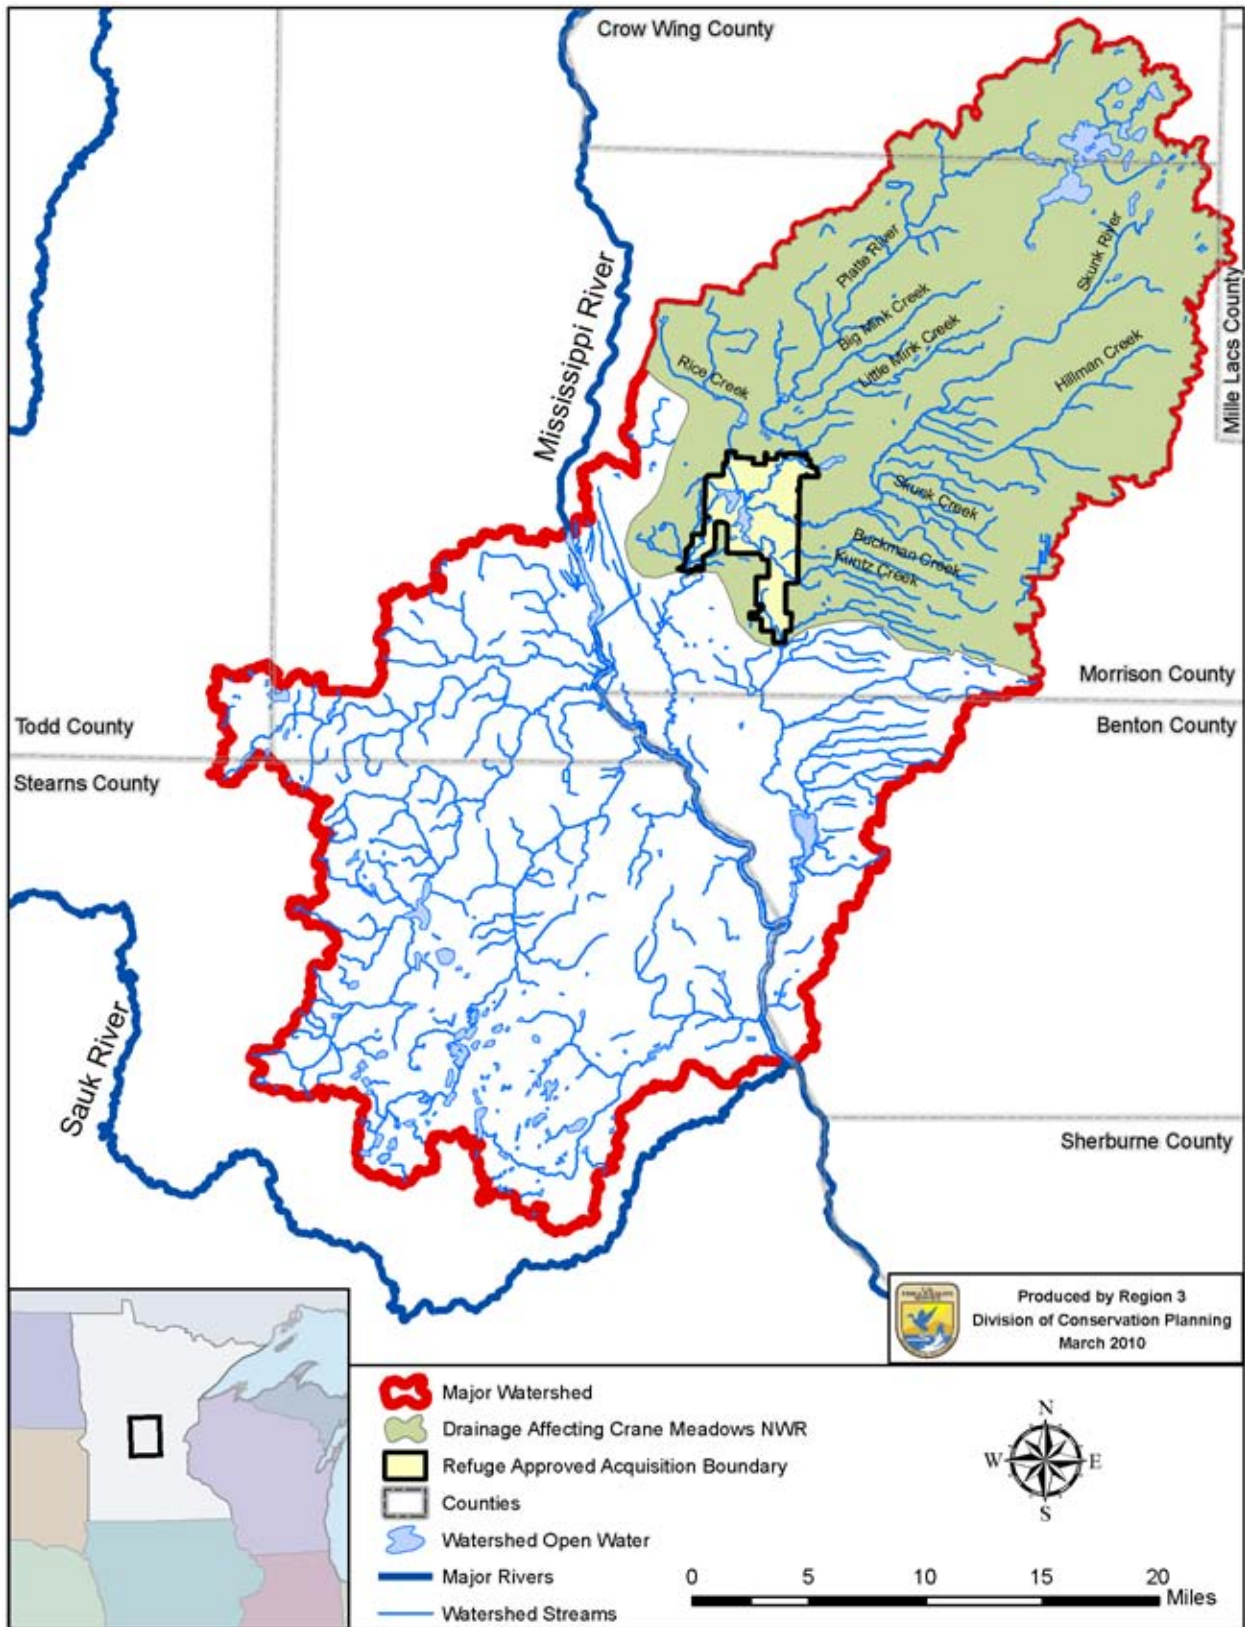 Crow Wing County
Mississippi River
Platte River
Skunk River
Big Mink Creek
Little Mink Creek
Rice Creek
Hillman Creek
Mille Lacs County
Skunk Creek
Buckman Creek
Kuntz Creek
Morrison County
Todd County
Benton County
Stearns County
Sauk River
Sherburne County
Produced by Region 3
Division of Conservation Planning
March 2010
Major Watershed
Drainage Affecting Crane Meadows NWR
Refuge Approved Acquisition Boundary
Counties
Watershed Open Water
Major Rivers
Watershed Streams
N
W E
S
0 5 10 15 20
Miles